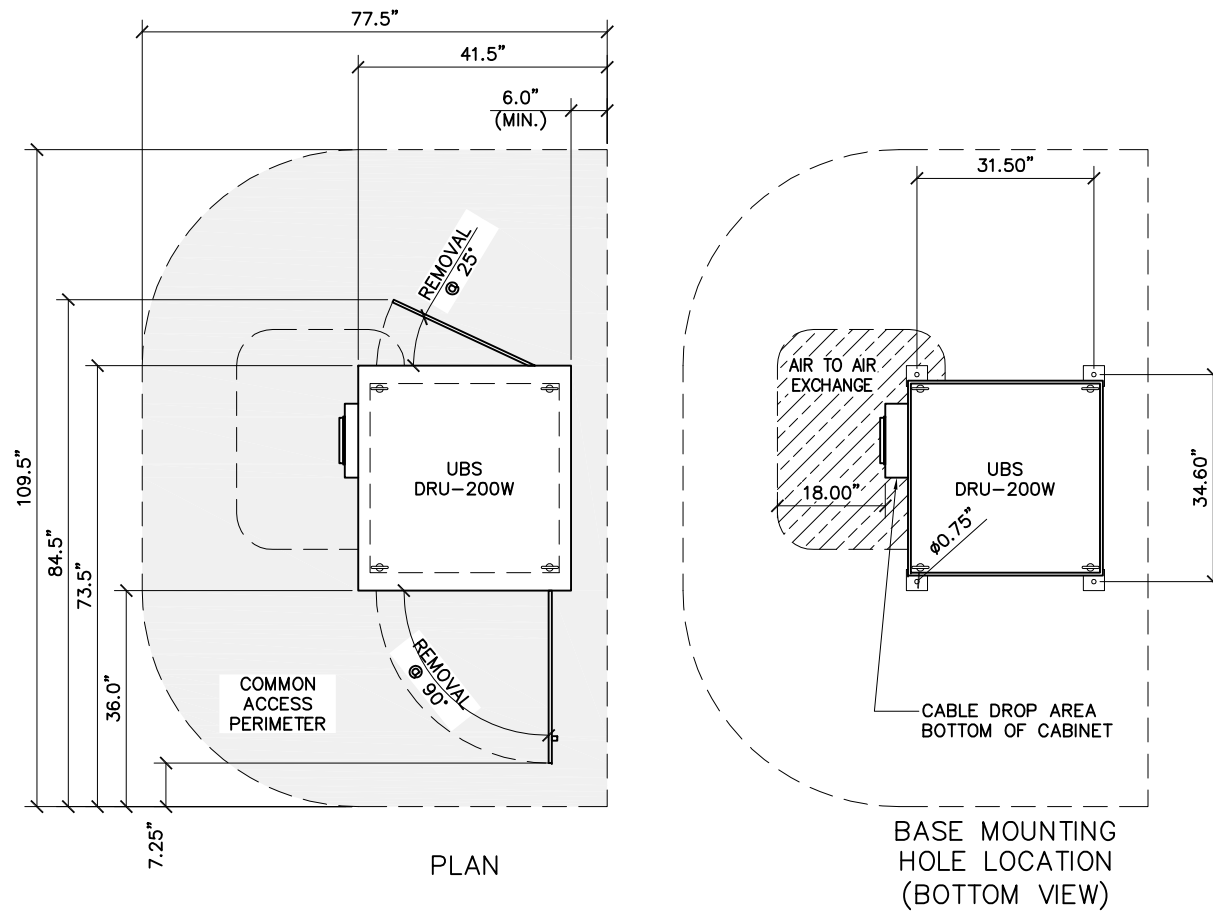 77.5”
41.5”
6.0”
(MIN.)
109.5”
84.5”
73.5”
36.0”
7.25”
REMOVAL
@ 25°
UBS
DRU-200W
REMOVAL
@ 90°
COMMON
ACCESS
PERIMETER
PLAN
31.50”
AIR TO AIR
EXCHANGE
UBS
DRU-200W
18.00”
ø0.75”
34.60”
CABLE DROP AREA
BOTTOM OF CABINET
BASE MOUNTING
HOLE LOCATION
(BOTTOM VIEW)